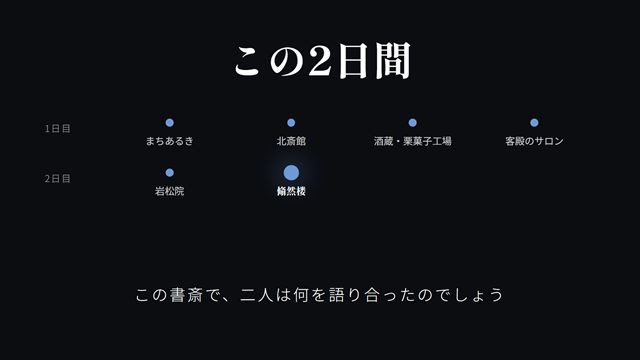 この2日間
1日目 まちあるき 北斎館 酒蔵・栗菓子工場 客殿のサロン
2日目 岩松院 翛然楼
この書斎で、二人は何を語り合ったのでしょう